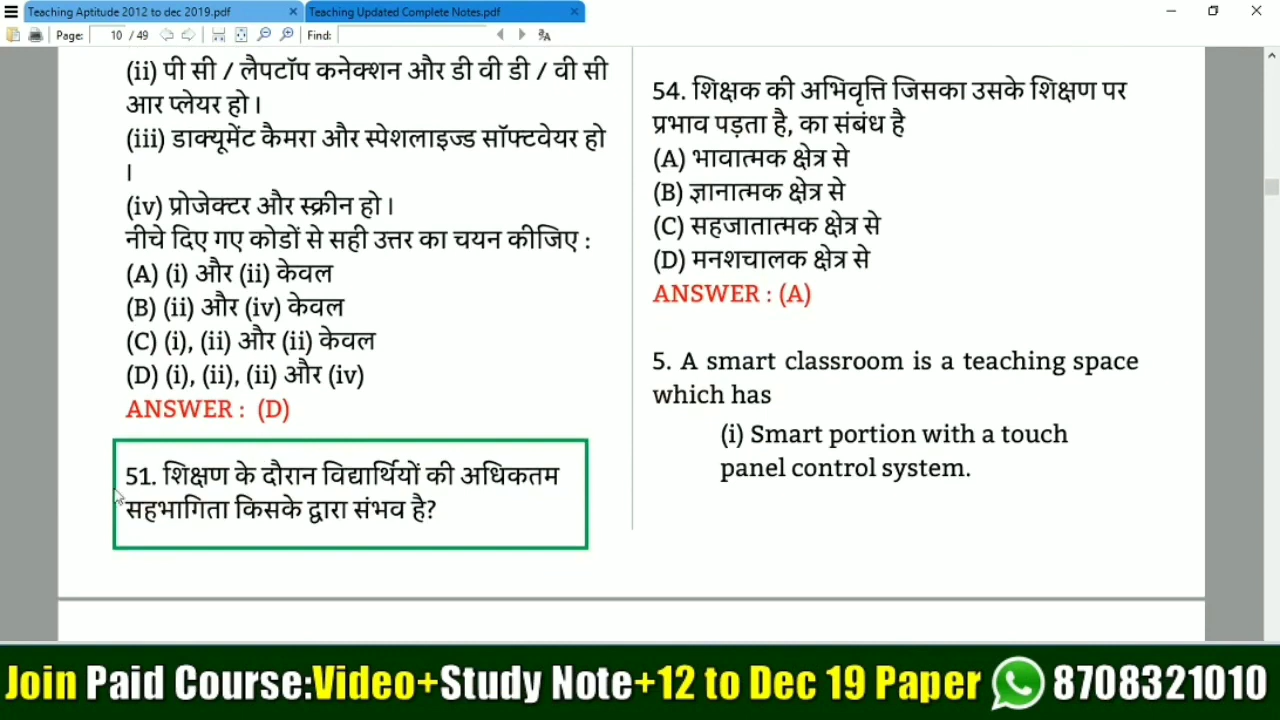 Teaching Aptitude 2012 to dec 2019.pdf
Teaching Updated Complete Notes.pdf
Page: 10 / 49 Find:
(ii) पी सी / लैपटॉप कनेक्शन और डी वी डी / वी सी
आर प्लेयर हो ।
(iii) डाक्यूमेंट कैमरा और स्पेशलाइज्ड सॉफ्टवेयर हो
।
(iv) प्रोजेक्टर और स्क्रीन हो ।
नीचे दिए गए कोडों से सही उत्तर का चयन कीजिए :
(A) (i) और (ii) केवल
(B) (ii) और (iv) केवल
(C) (i), (ii) और (ii) केवल
(D) (i), (ii), (ii) और (iv)
ANSWER : (D)
51. शिक्षण के दौरान विद्यार्थियों की अधिकतम
सहभागिता किसके द्वारा संभव है?
54. शिक्षक की अभिवृत्ति जिसका उसके शिक्षण पर
प्रभाव पड़ता है, का संबंध है
(A) भावात्मक क्षेत्र से
(B) ज्ञानात्मक क्षेत्र से
(C) सहजातात्मक क्षेत्र से
(D) मनशचालक क्षेत्र से
ANSWER : (A)
5. A smart classroom is a teaching space
which has
(i) Smart portion with a touch
panel control system.
Join Paid Course:Video+Study Note+12 to Dec 19 Paper 8708321010